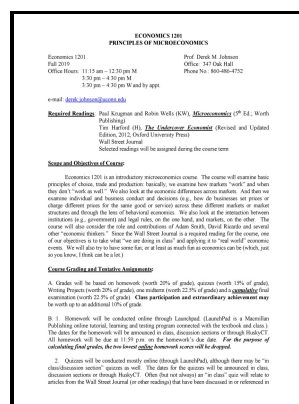 ECONOMICS 1201
PRINCIPLES OF MICROECONOMICS
Economics 1201
Prof. Derek M. Johnson
Fall 2019
Office: 347 Oak Hall
Office Hours: 11:15 am – 12:30 pm M
Phone No : 860-486-4752
3:30 pm – 4:30 pm M
3:30 pm – 4:30 pm W and by appt
e-mail: derek.johnson@uconn.edu
Required Readings: Paul Krugman and Robin Wells (KW), Microeconomics (5th Ed.; Worth
Publishing)
Tim Harford (H), The Undercover Economist (Revised and Updated
Edition, 2012, Oxford University Press)
Wall Street Journal
Selected readings will be assigned during the course term
Scope and Objectives of Course:
Economics 1201 is an introductory microeconomics course. The course will examine basic
principles of choice, trade and production: basically, we examine how markets "work" and when
they don't "work as well." We also look at the economic differences across markets. And then we
examine individual and business conduct and decisions (e.g., how do businesses set prices or
charge different prices for the same good or service) across these different markets or market
structures and through the lens of behavioral economics. We also look at the interaction between
institutions (e.g., government) and legal rules, on the one hand, and markets, on the other. The
course will also consider the role and contributions of Adam Smith, David Ricardo and several
other "economic thinkers." Since the Wall Street Journal is a required reading for the course, one
of our objectives is to take what "we are doing in class" and applying it to "real world" economic
events. We will also try to have some fun; or at least as much fun as economics can be (which, just
so you know, I think can be a lot.)
Course Grading and Tentative Assignments:
A. Grades will be based on homework (worth 20% of grade), quizzes (worth 15% of grade),
Writing Projects (worth 20% of grade), one midterm (worth 22.5% of grade) and a cumulative final
examination (worth 22.5% of grade). Class participation and extraordinary achievement may
be worth up to an additional 10% of grade.
B. 1. Homework will be conducted online through Launchpad. (LaunchPad is a Macmillan
Publishing online tutorial, learning and testing program connected with the textbook and class.).
The dates for the homework will be announced in class, discussion sections or through HuskyCT.
All homework will be due at 11:59 p.m. on the homework's due date. For the purpose of
calculating final grades, the two lowest online homework scores will be dropped.
2. Quizzes will be conducted mostly online (through LaunchPad), although there may be "in
class/discussion section" quizzes as well. The dates for the quizzes will be announced in class,
discussion sections or through HuskyCT. Often (but not always) an "in class" quiz will relate to
articles from the Wall Street Journal (or other readings) that have been discussed in or referenced in